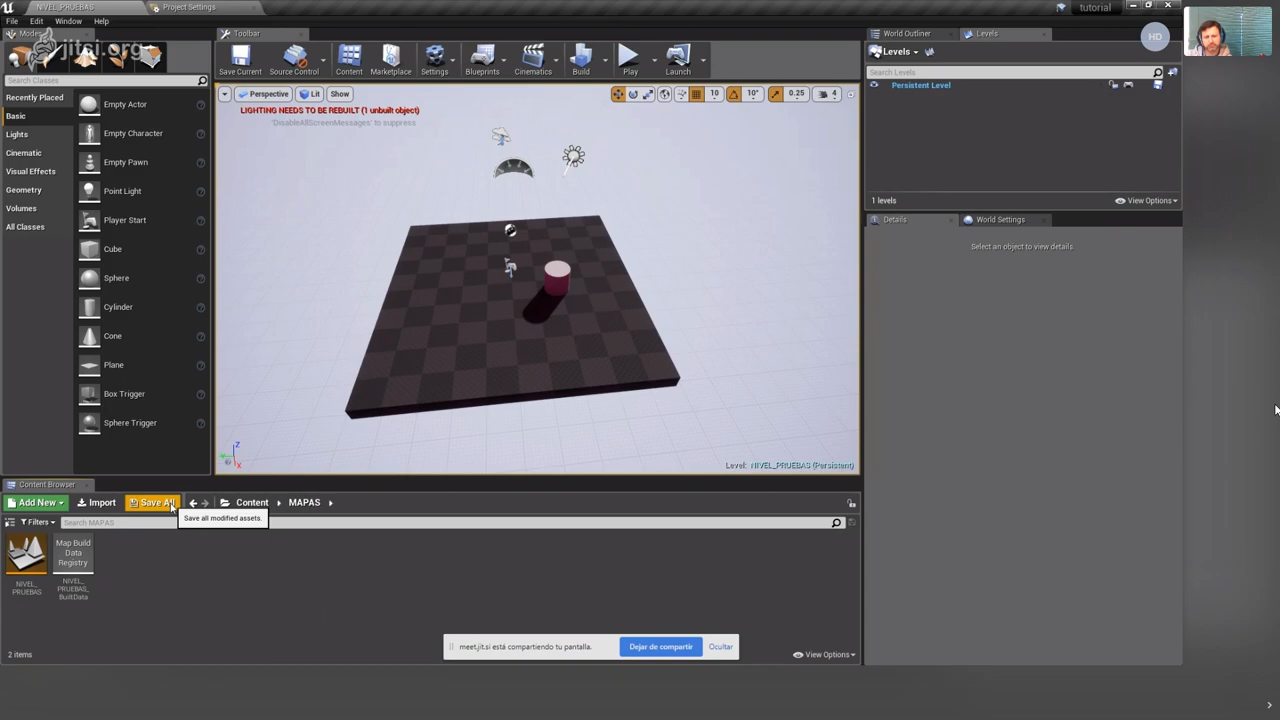 NIVEL_PRUEBAS
Project Settings
tutorial
File
Edit
Window
Help
Modes
jitsi.org
Search Classes
Recently Placed
Basic
Lights
Cinematic
Visual Effects
Geometry
Volumes
All Classes
Empty Actor
Empty Character
Empty Pawn
Point Light
Player Start
Cube
Sphere
Cylinder
Cone
Plane
Box Trigger
Sphere Trigger
Toolbar
Save Current
Source Control
Content
Marketplace
Settings
Blueprints
Cinematics
Build
Play
Launch
Perspective
Lit
Show
10
10°
0.25
4
LIGHTING NEEDS TO BE REBUILT (1 unbuilt object)
'DisableAllScreenMessages' to suppress
Z
X
Level: NIVEL_PRUEBAS (Persistent)
World Outliner
Levels
HD
Levels
Search Levels
Persistent Level
1 levels
View Options
Details
World Settings
Select an object to view details.
Content Browser
Add New
Import
Save All
Content
MAPAS
Save all modified assets.
Filters
Search MAPAS
NIVEL_
PRUEBAS
Map Build
Data
Registry
NIVEL_
PRUEBAS_
BuiltData
2 items
View Options
meet.jit.si está compartiendo tu pantalla.
Dejar de compartir
Ocultar